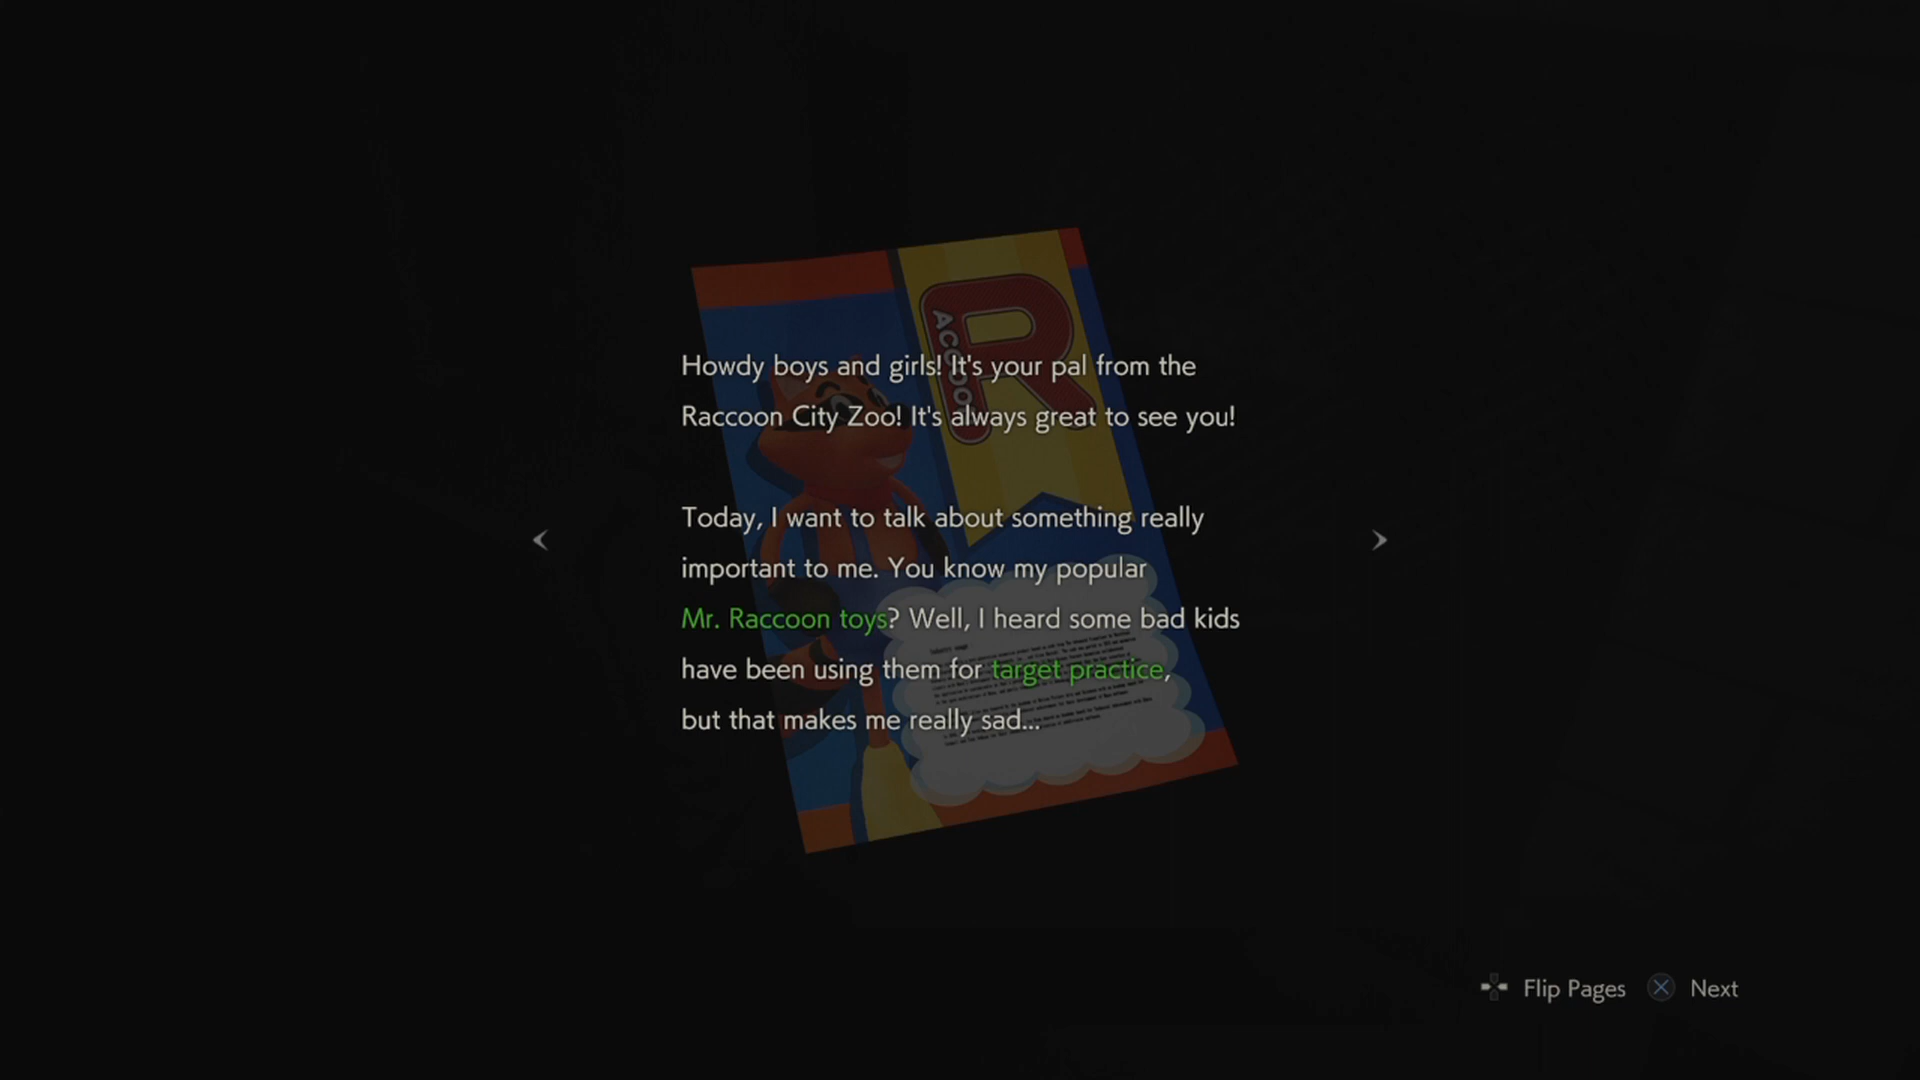 Howdy boys and girls! It's your pal from the
Raccoon City Zoo! It's always great to see you!
Today, I want to talk about something really
important to me. You know my popular
Mr. Raccoon toys? Well, I heard some bad kids
have been using them for target practice,
but that makes me really sad...
R
ACCOON
Flip Pages
Next